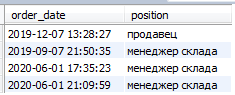 order_date position
2019-12-07 13:28:27 продавец
2019-09-07 21:50:35 менеджер склада
2020-06-01 17:35:23 менеджер склада
2020-06-01 21:09:59 менеджер склада